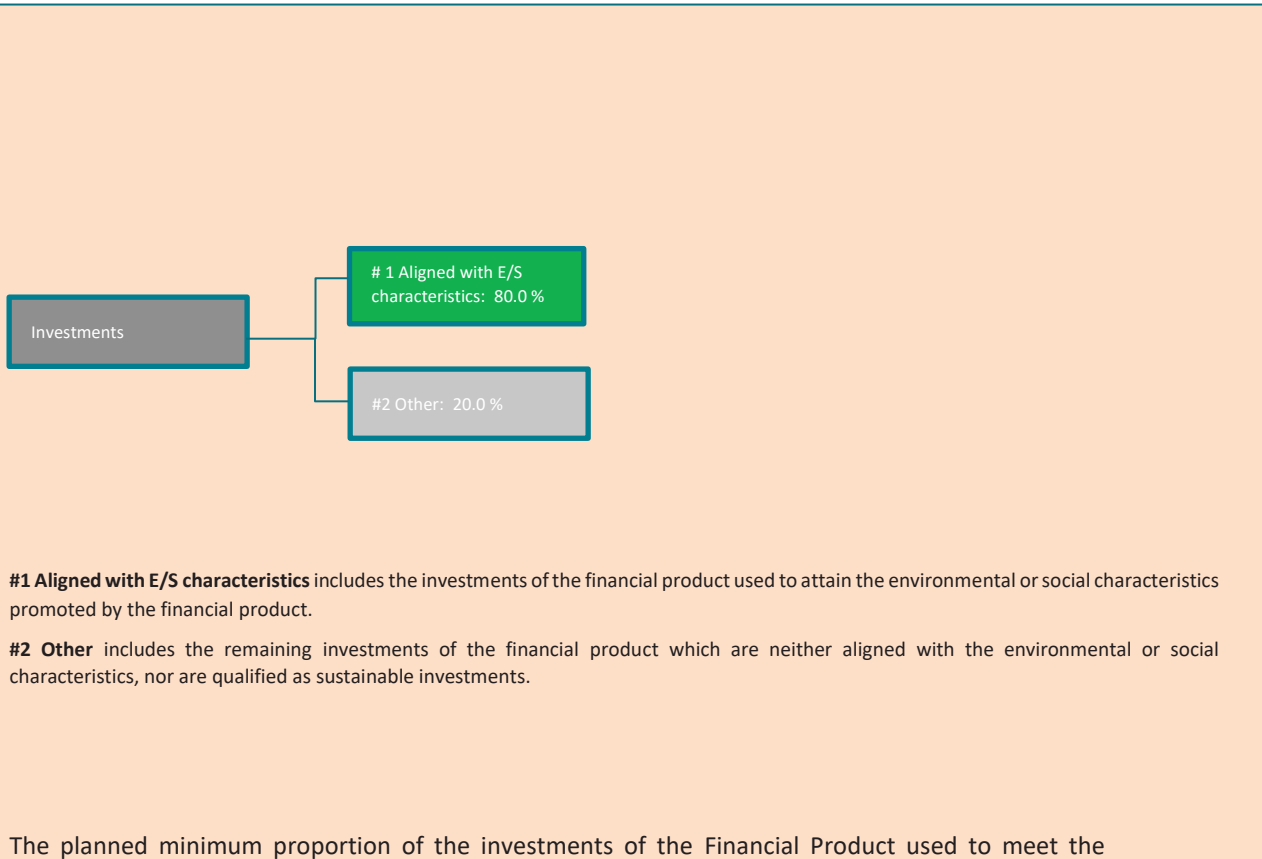 # 1 Aligned with E/S
characteristics: 80.0 %
Investments
#2 Other: 20.0 %
#1 Aligned with E/S characteristics includes the investments of the financial product used to attain the environmental or social characteristics
promoted by the financial product.
#2 Other includes the remaining investments of the financial product which are neither aligned with the environmental or social
characteristics, nor are qualified as sustainable investments.
The planned minimum proportion of the investments of the Financial Product used to meet the